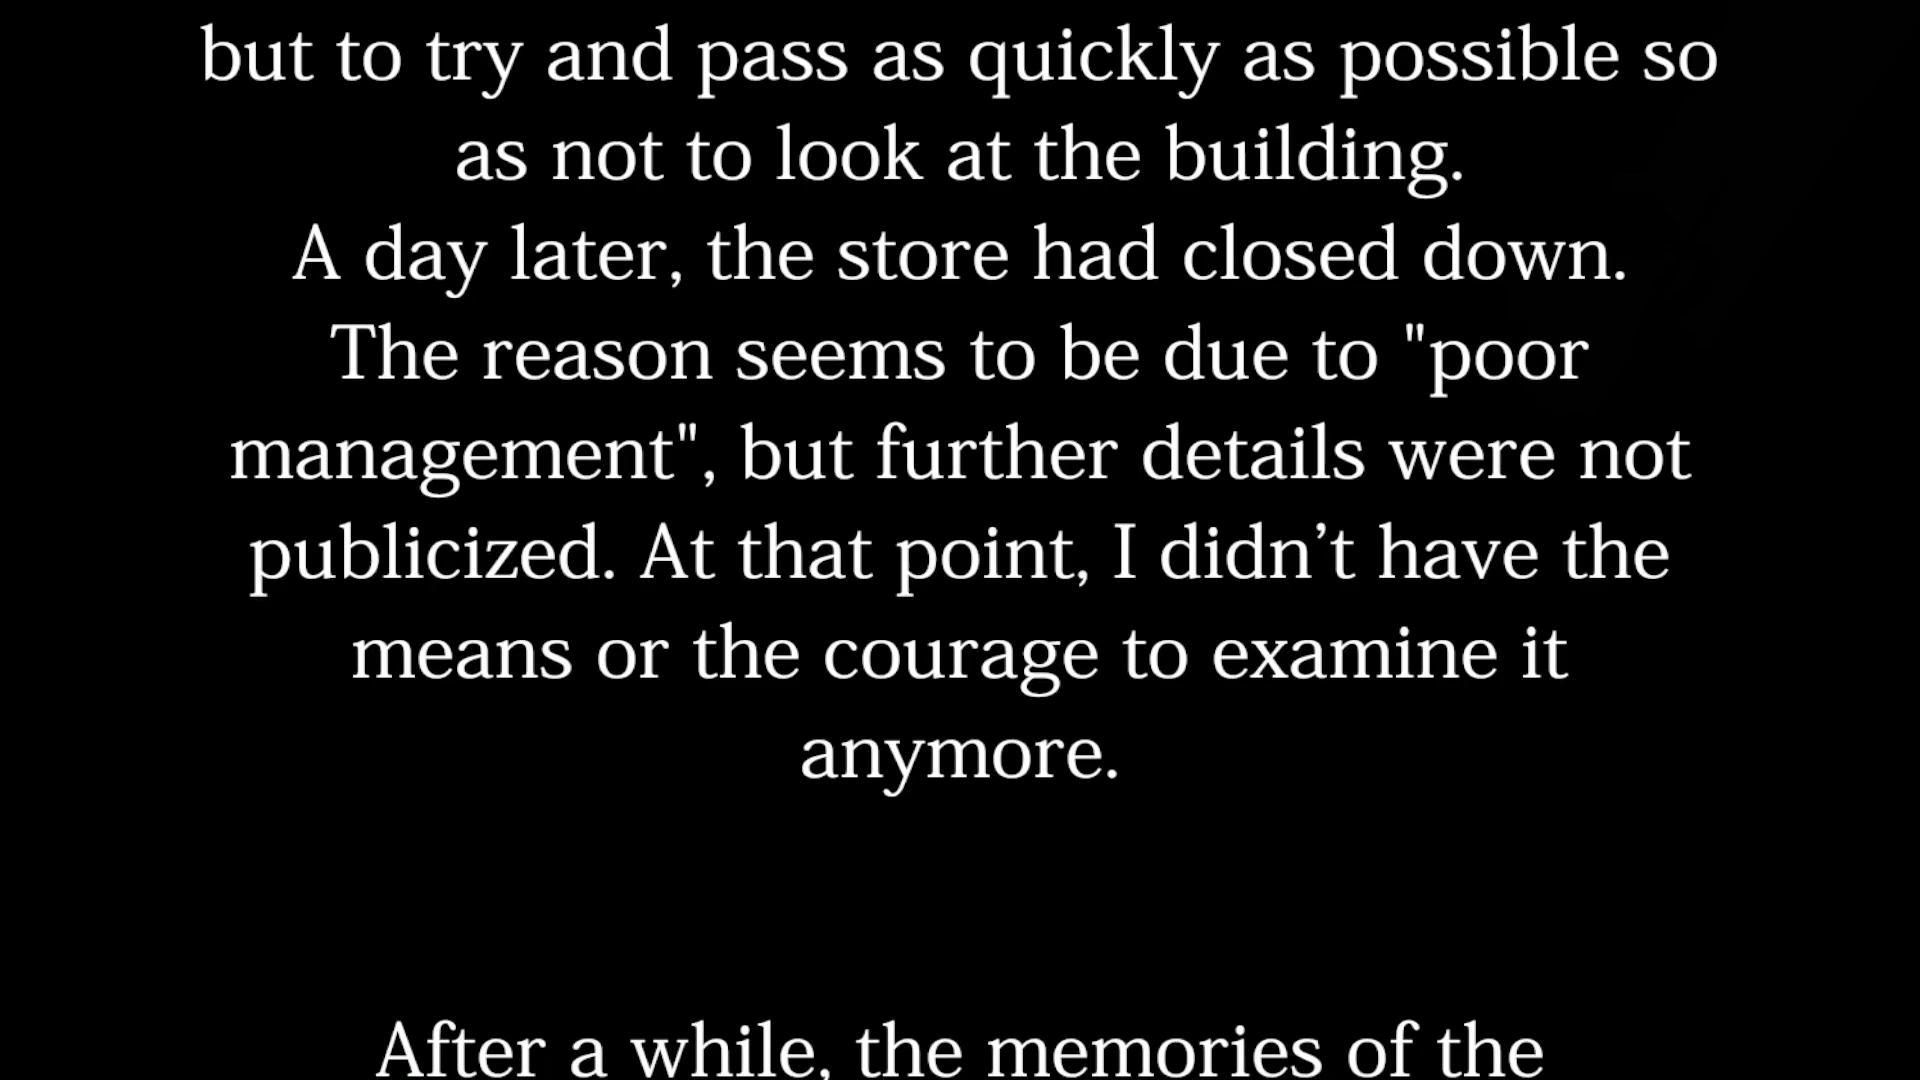 but to try and pass as quickly as possible so
as not to look at the building.
A day later, the store had closed down.
The reason seems to be due to "poor
management", but further details were not
publicized. At that point, I didn’t have the
means or the courage to examine it
anymore.
After a while, the memories of the